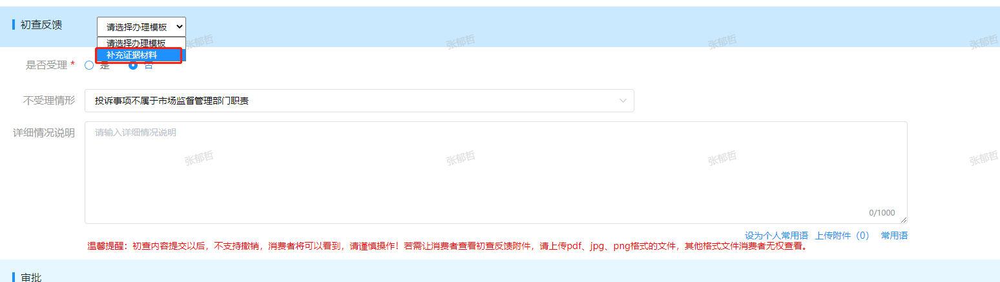 初查反馈
请选择办理模板
请选择办理模板
补充证据材料
张郁哲 张郁哲 张郁哲 张郁哲
是否受理 * 是 否
不受理情形 投诉事项不属于市场监督管理部门职责
详细情况说明 请输入详细情况说明
张郁哲 张郁哲 张郁哲 张郁哲
0/1000
设为个人常用语 上传附件（0） 常用语
温馨提醒：初查内容提交以后，不支持撤销，消费者将可以看到，请谨慎操作！若需让消费者查看初查反馈附件，请上传pdf、jpg、png格式的文件，其他格式文件消费者无权查看。
审批